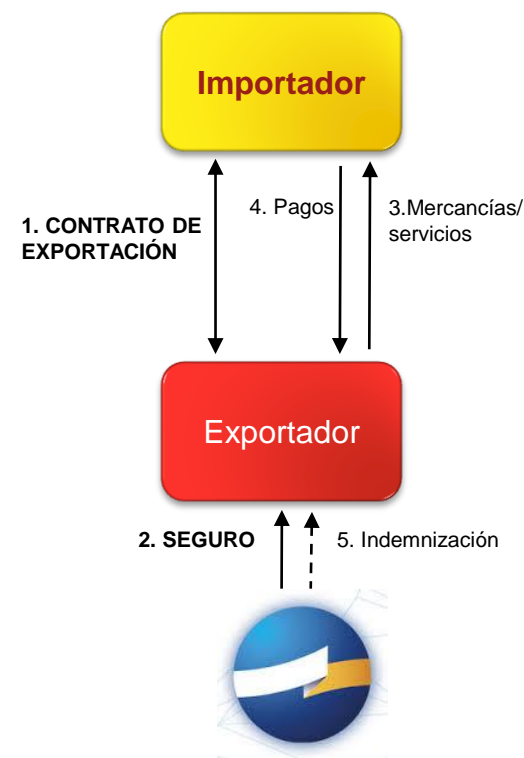 Importador
1. CONTRATO DE
EXPORTACIÓN
4. Pagos
3.Mercancías/
servicios
Exportador
2. SEGURO
5. Indemnización